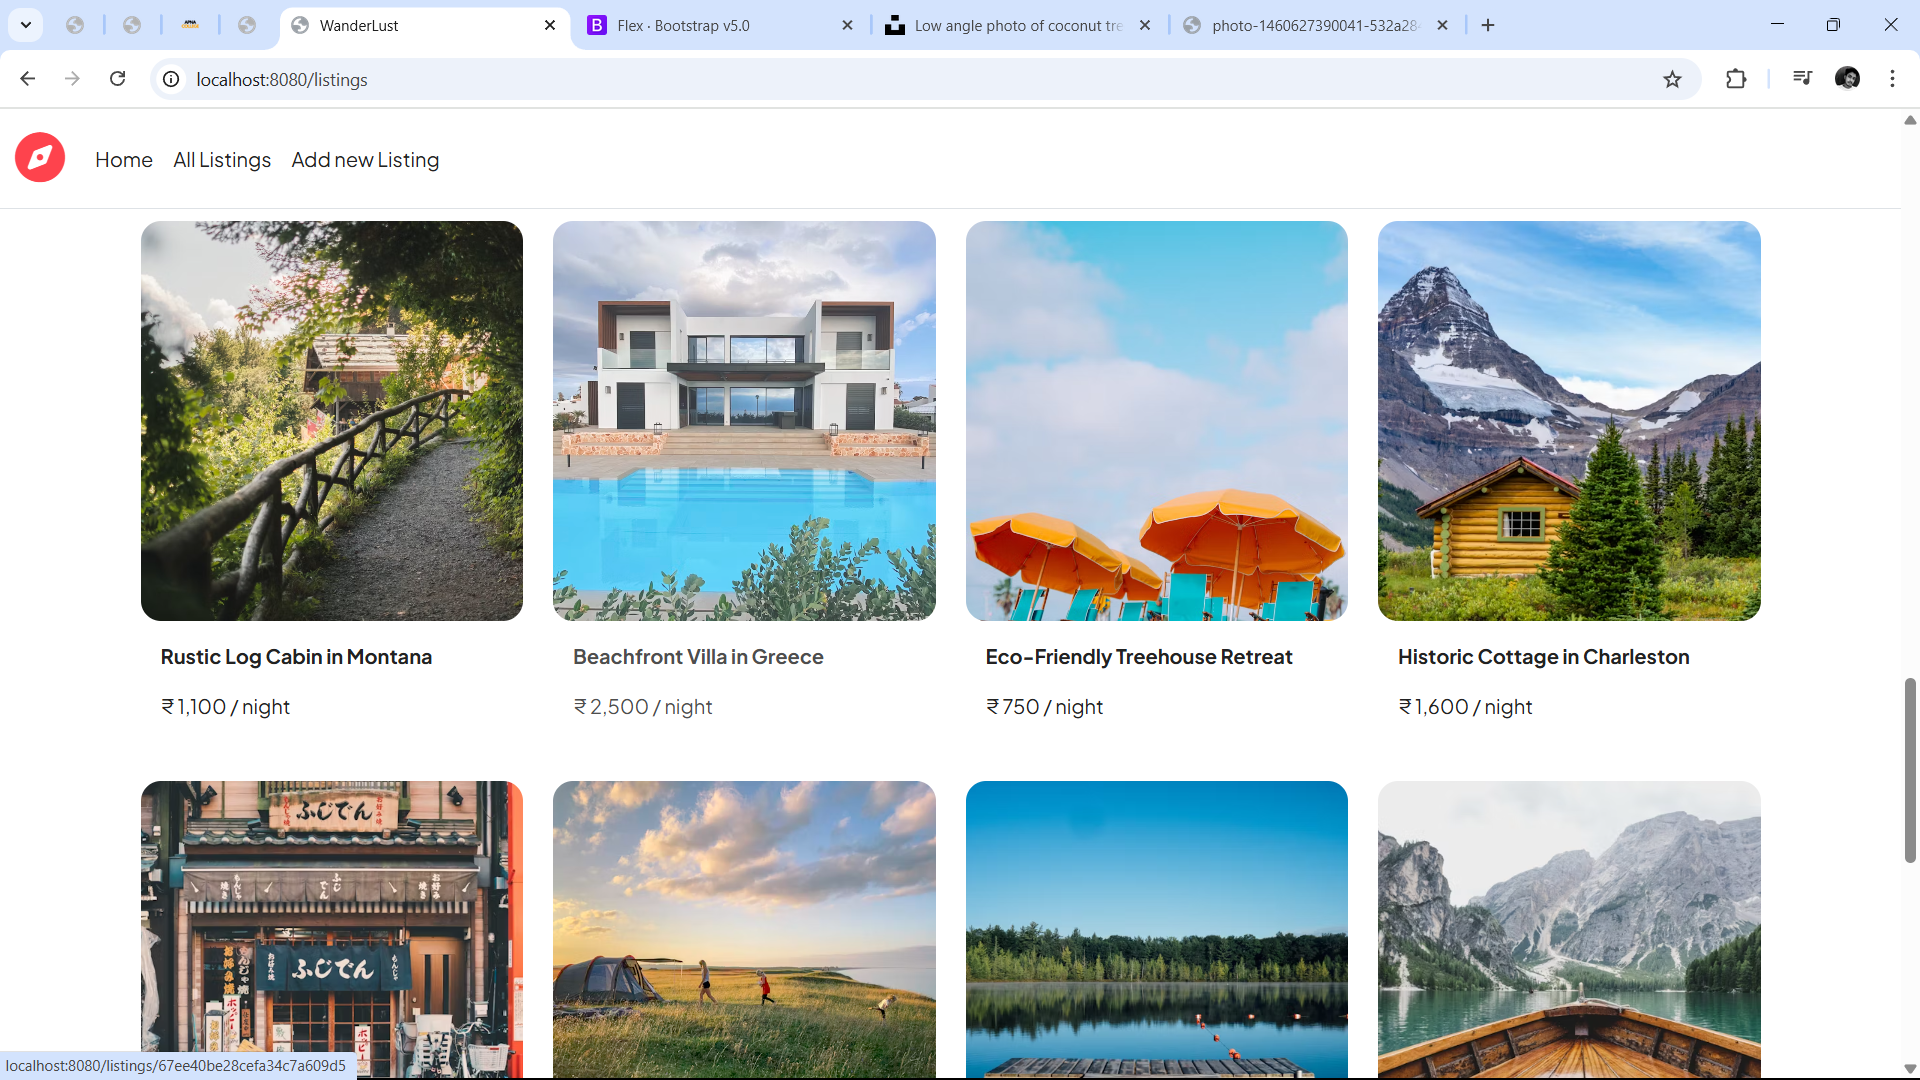 WanderLust
Flex · Bootstrap v5.0
Low angle photo of coconut tre
photo-1460627390041-532a28
localhost:8080/listings
Home
All Listings
Add new Listing
Rustic Log Cabin in Montana
₹ 1,100 / night
Beachfront Villa in Greece
₹ 2,500 / night
Eco-Friendly Treehouse Retreat
₹ 750 / night
Historic Cottage in Charleston
₹ 1,600 / night
ふじでん
ふじでん
localhost:8080/listings/67ee40be28cefa34c7a609d5